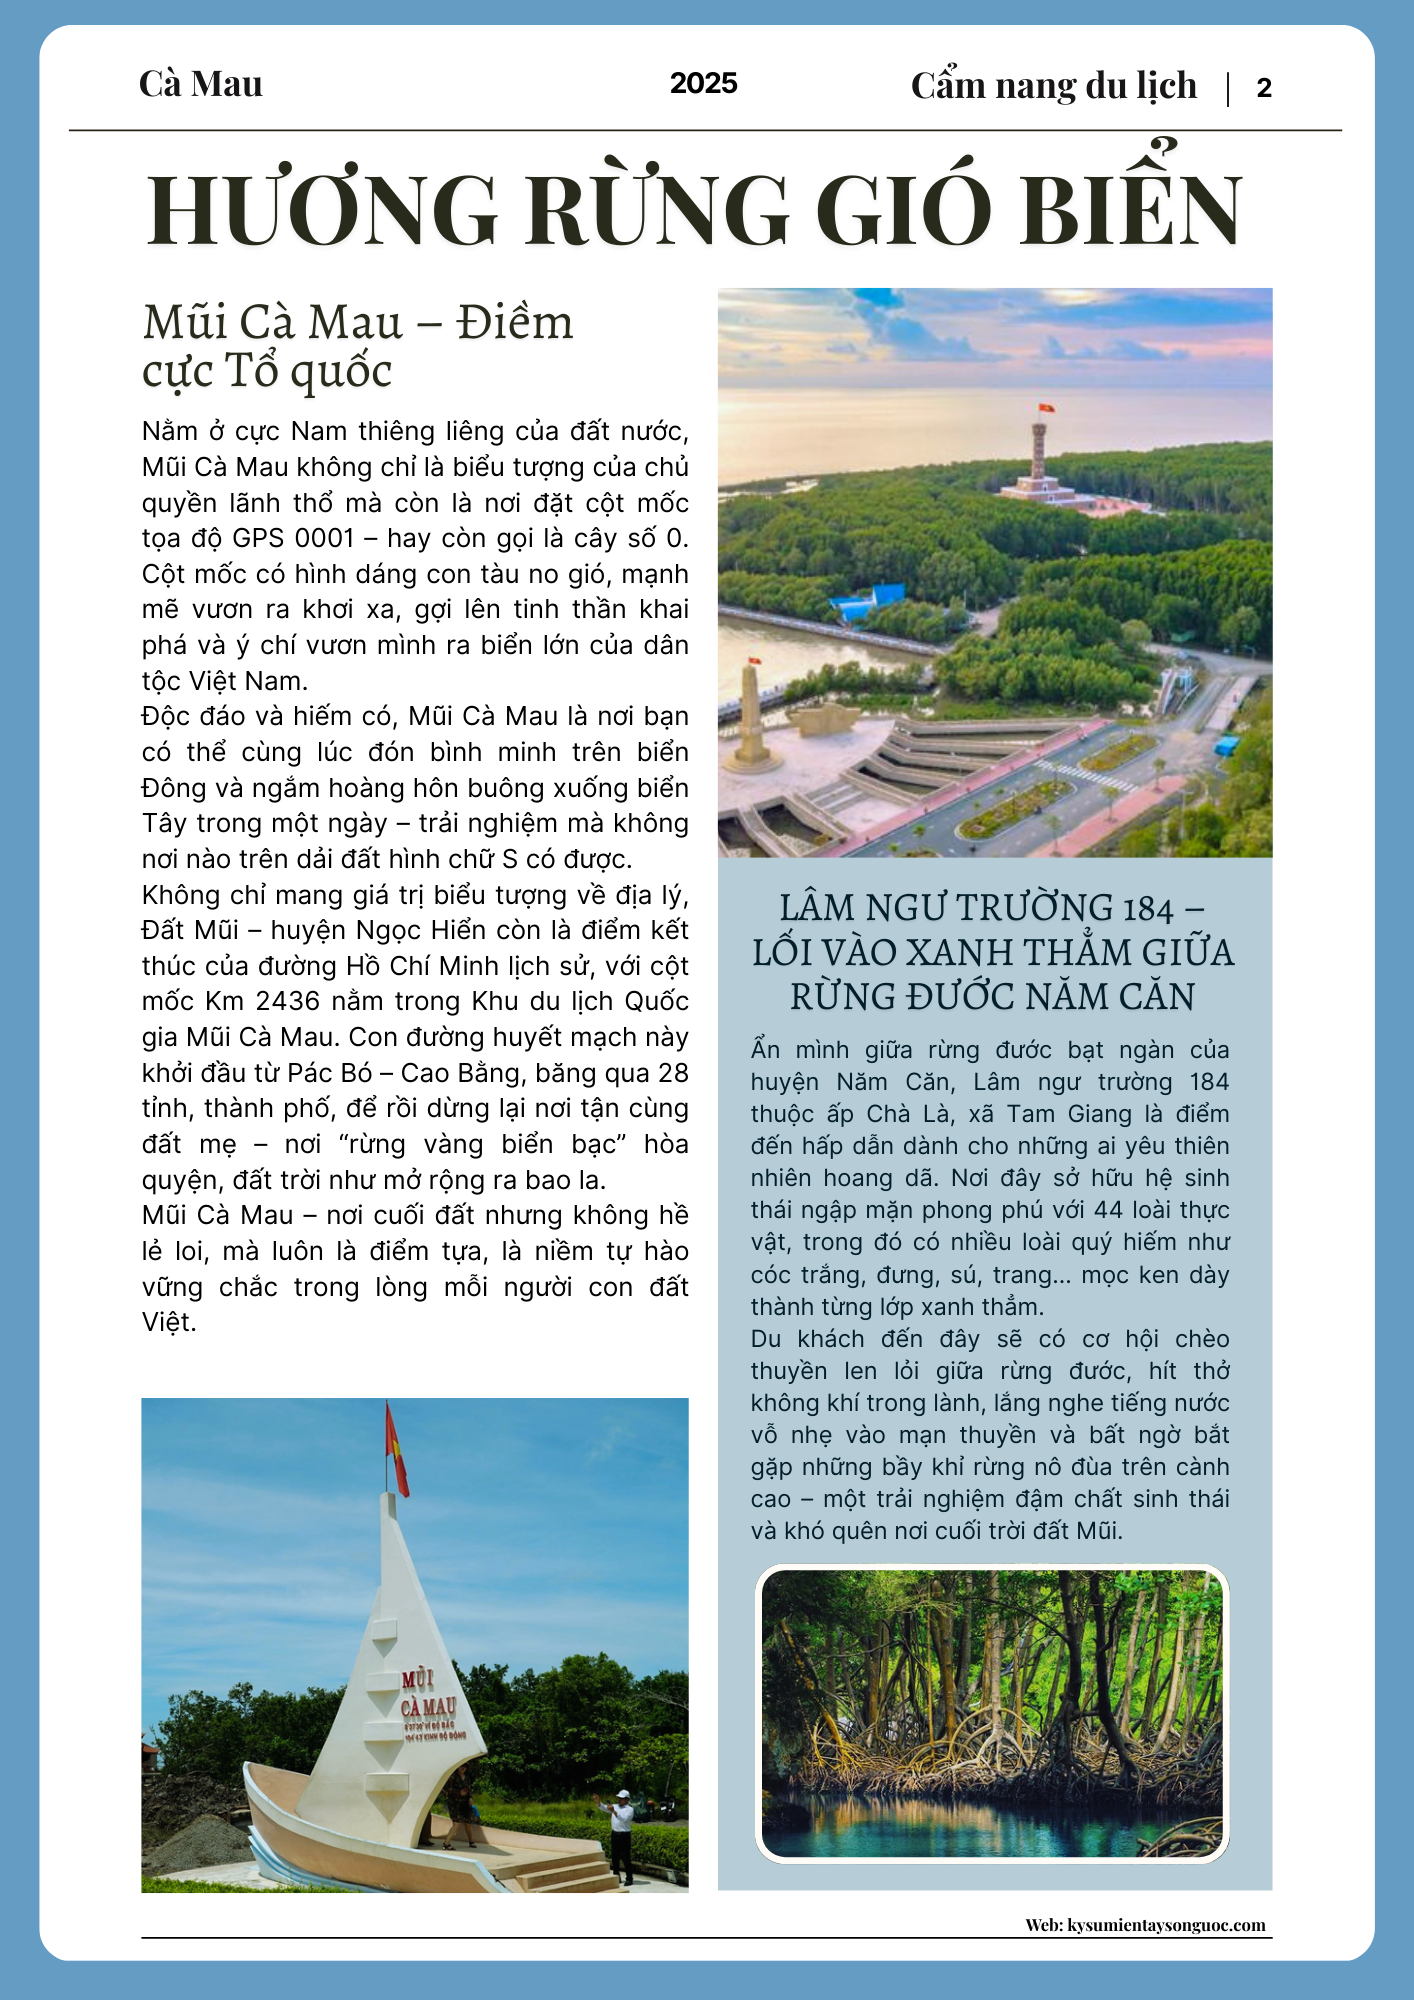 Cà Mau
2025
Cẩm nang du lịch | 2
HƯƠNG RỪNG GIÓ BIỂN
Mũi Cà Mau – Điềm
cực Tổ quốc
Nằm ở cực Nam thiêng liêng của đất nước,
Mũi Cà Mau không chỉ là biểu tượng của chủ
quyền lãnh thổ mà còn là nơi đặt cột mốc
tọa độ GPS 0001 – hay còn gọi là cây số 0.
Cột mốc có hình dáng con tàu no gió, mạnh
mẽ vươn ra khơi xa, gợi lên tinh thần khai
phá và ý chí vươn mình ra biển lớn của dân
tộc Việt Nam.
Độc đáo và hiếm có, Mũi Cà Mau là nơi bạn
có thể cùng lúc đón bình minh trên biển
Đông và ngắm hoàng hôn buông xuống biển
Tây trong một ngày – trải nghiệm mà không
nơi nào trên dải đất hình chữ S có được.
Không chỉ mang giá trị biểu tượng về địa lý,
Đất Mũi – huyện Ngọc Hiển còn là điểm kết
thúc của đường Hồ Chí Minh lịch sử, với cột
mốc Km 2436 nằm trong Khu du lịch Quốc
gia Mũi Cà Mau. Con đường huyết mạch này
khởi đầu từ Pác Bó – Cao Bằng, băng qua 28
tỉnh, thành phố, để rồi dừng lại nơi tận cùng
đất mẹ – nơi “rừng vàng biển bạc” hòa
quyện, đất trời như mở rộng ra bao la.
Mũi Cà Mau – nơi cuối đất nhưng không hề
lẻ loi, mà luôn là điểm tựa, là niềm tự hào
vững chắc trong lòng mỗi người con đất
Việt.
MŨI
CÀ MAU
LÂM NGƯ TRƯỜNG 184 –
LỐI VÀO XANH THẲM GIỮA
RỪNG ĐƯỚC NĂM CĂN
Ẩn mình giữa rừng đước bạt ngàn của
huyện Năm Căn, Lâm ngư trường 184
thuộc ấp Chà Là, xã Tam Giang là điểm
đến hấp dẫn dành cho những ai yêu thiên
nhiên hoang dã. Nơi đây sở hữu hệ sinh
thái ngập mặn phong phú với 44 loài thực
vật, trong đó có nhiều loài quý hiếm như
cóc trắng, đưng, sú, trang... mọc ken dày
thành từng lớp xanh thẳm.
Du khách đến đây sẽ có cơ hội chèo
thuyền len lỏi giữa rừng đước, hít thở
không khí trong lành, lắng nghe tiếng nước
vỗ nhẹ vào mạn thuyền và bất ngờ bắt
gặp những bầy khỉ rừng nô đùa trên cành
cao – một trải nghiệm đậm chất sinh thái
và khó quên nơi cuối trời đất Mũi.
Web: kysumientaysonguoc.com